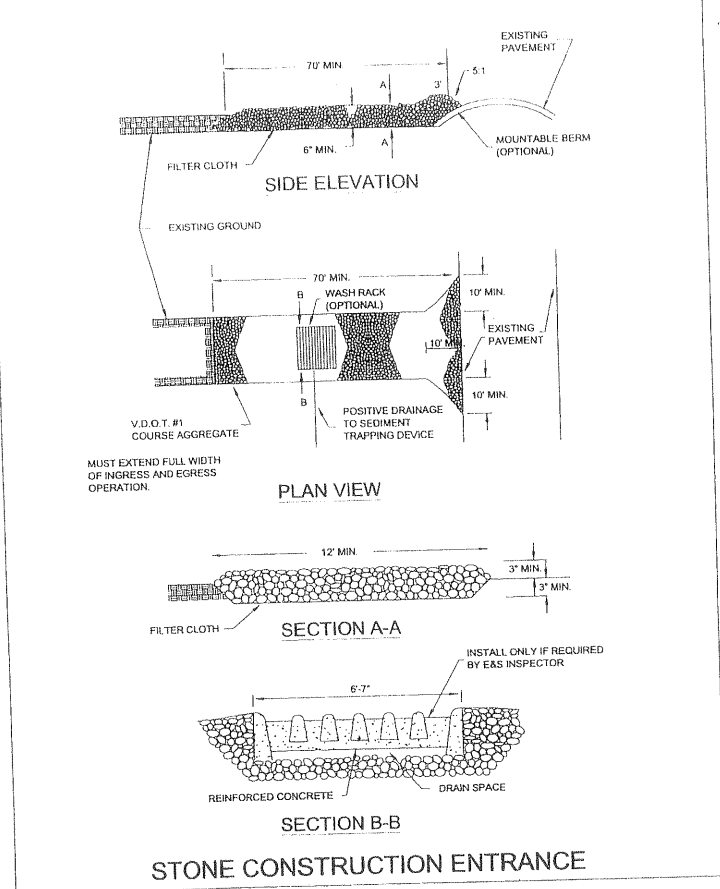 EXISTING
PAVEMENT
70' MIN.
A
3'
5:1
6" MIN.
A
MOUNTABLE BERM
(OPTIONAL)
FILTER CLOTH
SIDE ELEVATION
EXISTING GROUND
70' MIN.
B
WASH RACK
(OPTIONAL)
10' MIN.
EXISTING
PAVEMENT
10' MIN.
10' MIN.
B
V.D.O.T. #1
COURSE AGGREGATE
POSITIVE DRAINAGE
TO SEDIMENT
TRAPPING DEVICE
MUST EXTEND FULL WIDTH
OF INGRESS AND EGRESS
OPERATION.
PLAN VIEW
12' MIN.
3" MIN.
3" MIN.
FILTER CLOTH
SECTION A-A
INSTALL ONLY IF REQUIRED
BY E&S INSPECTOR
6'-7"
REINFORCED CONCRETE
DRAIN SPACE
SECTION B-B
STONE CONSTRUCTION ENTRANCE